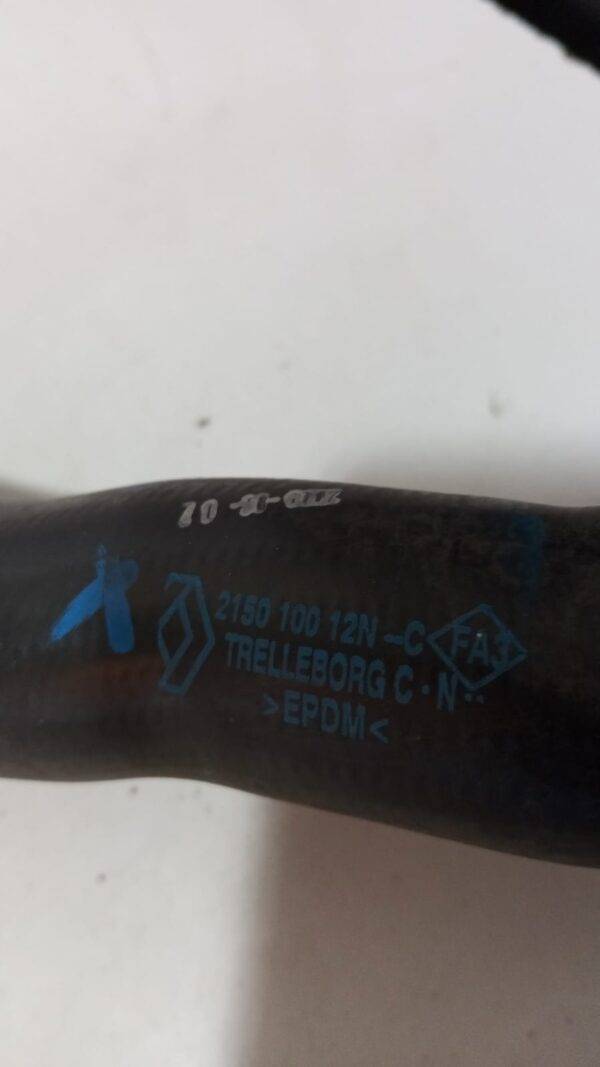 2150 100 12N-C FA3
TRELLEBORG C·N
>EPDM<